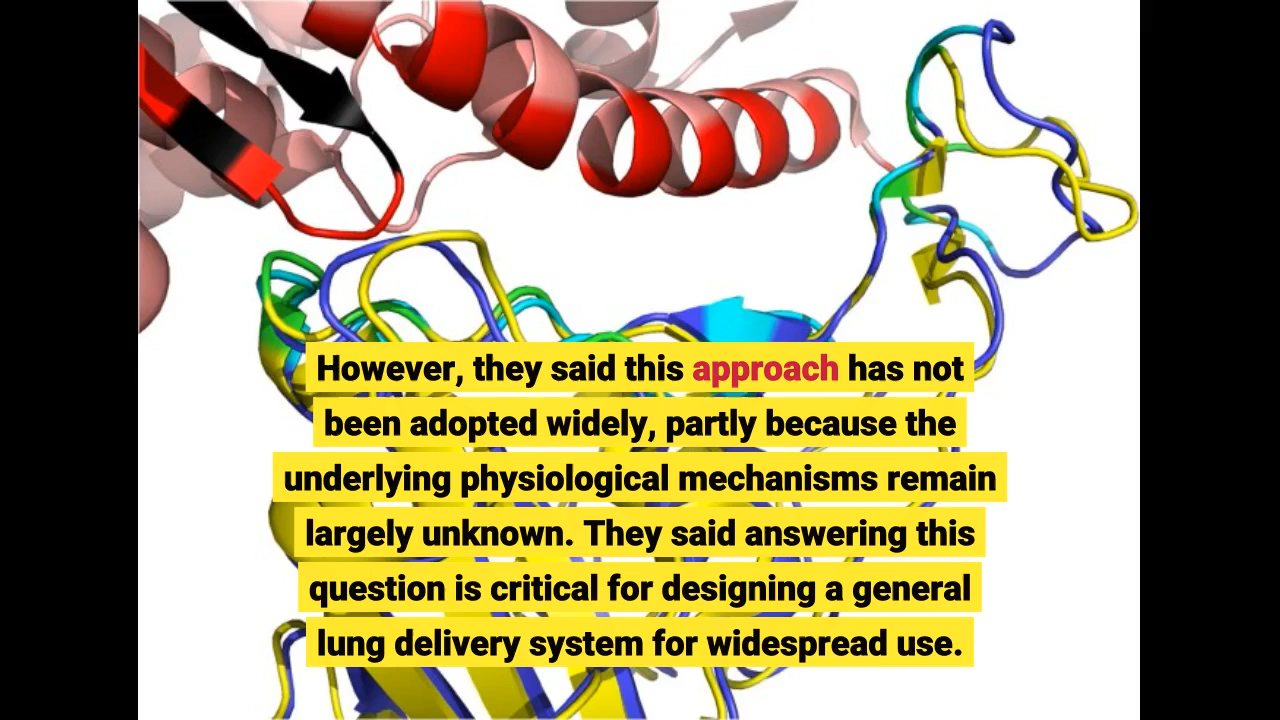 However, they said this approach has not
been adopted widely, partly because the
underlying physiological mechanisms remain
largely unknown. They said answering this
question is critical for designing a general
lung delivery system for widespread use.